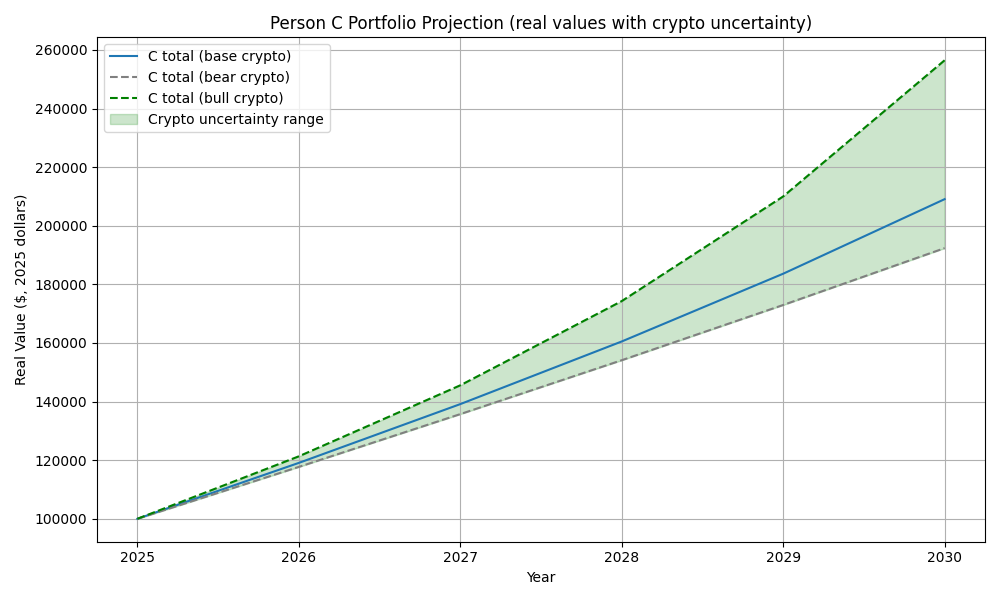 Person C Portfolio Projection (real values with crypto uncertainty)
C total (base crypto)
C total (bear crypto)
C total (bull crypto)
Crypto uncertainty range
Real Value ($, 2025 dollars)
260000
240000
220000
200000
180000
160000
140000
120000
100000
2025 2026 2027 2028 2029 2030
Year